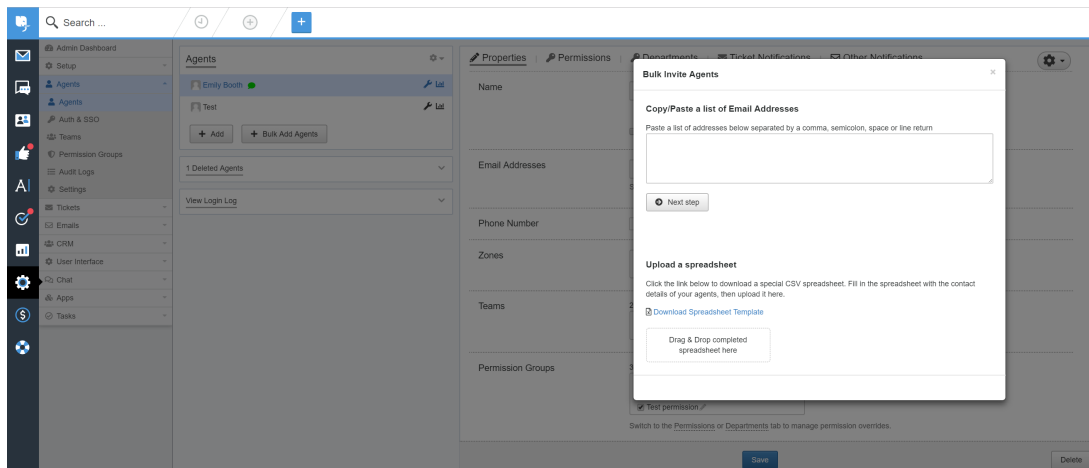 Search ...
+
Admin Dashboard
Setup
Agents
Agents
Auth & SSO
Teams
Permission Groups
Audit Logs
Settings
Tickets
Emails
CRM
User Interface
Chat
Apps
Tasks
AI
Agents
Emily Booth
Test
+ Add
+ Bulk Add Agents
1 Deleted Agents
View Login Log
Properties
Permissions
Departments
Ticket Notifications
Other Notifications
Name
Email Addresses
Phone Number
Zones
Teams
Permission Groups
Test permission
Switch to the Permissions or Departments tab to manage permission overrides.
Save
Delete
Bulk Invite Agents
×
Copy/Paste a list of Email Addresses
Paste a list of addresses below separated by a comma, semicolon, space or line return
Next step
Upload a spreadsheet
Click the link below to download a special CSV spreadsheet. Fill in the spreadsheet with the contact
details of your agents, then upload it here.
Download Spreadsheet Template
Drag & Drop completed
spreadsheet here